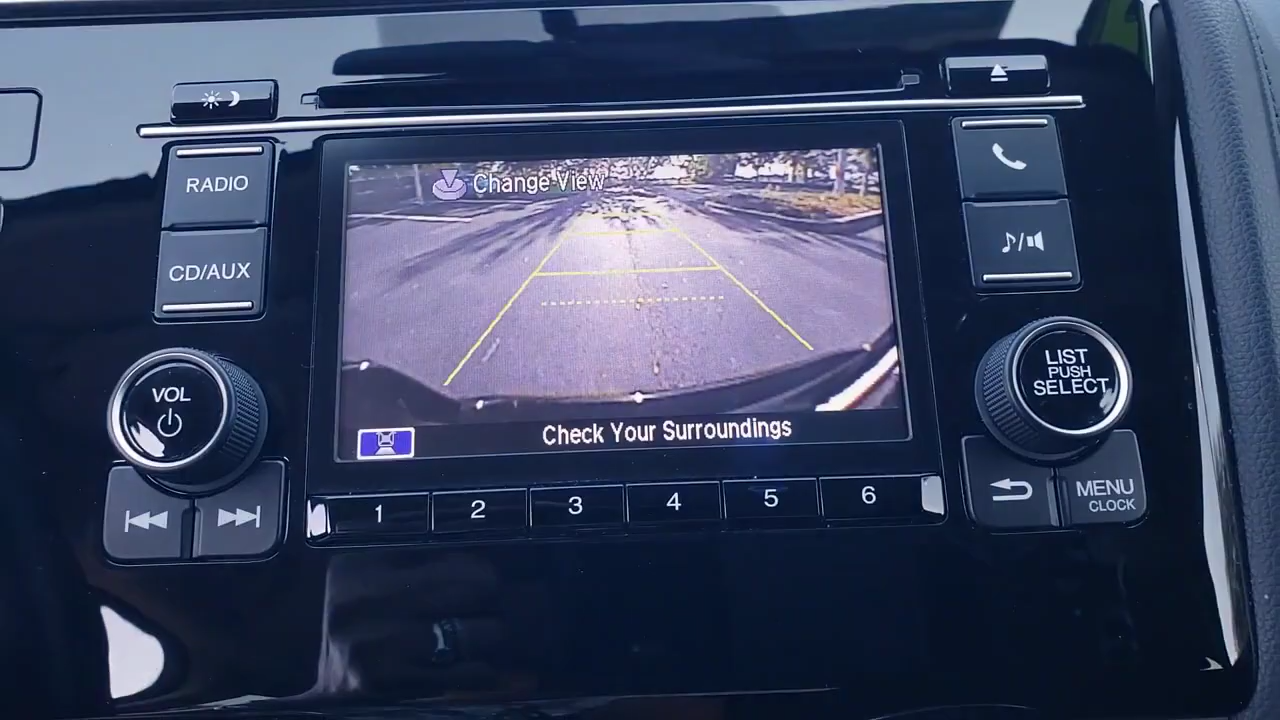 RADIO
CD/AUX
VOL
Change View
Check Your Surroundings
1 2 3 4 5 6
LIST
PUSH
SELECT
MENU
CLOCK